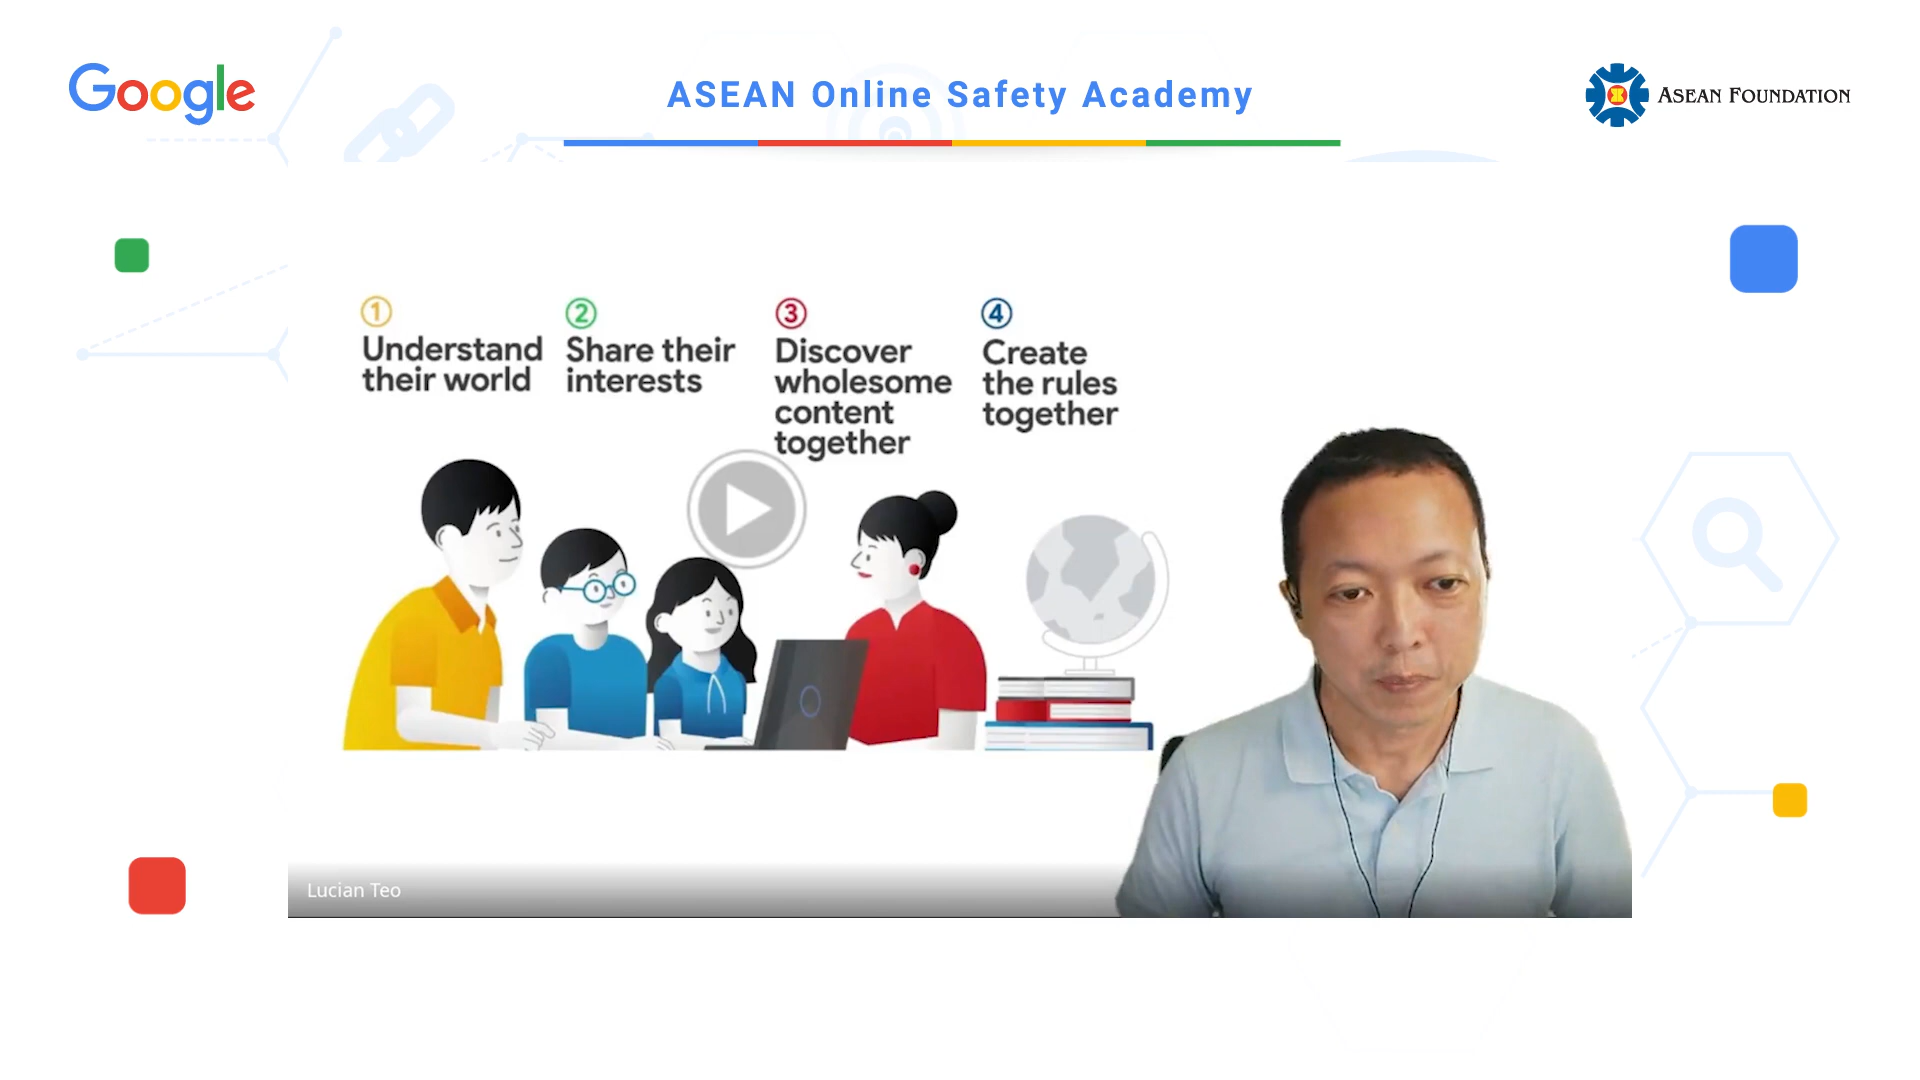 Google
ASEAN Online Safety Academy
ASEAN FOUNDATION
1
Understand
their world
2
Share their
interests
3
Discover
wholesome
content
together
4
Create
the rules
together
Lucian Teo